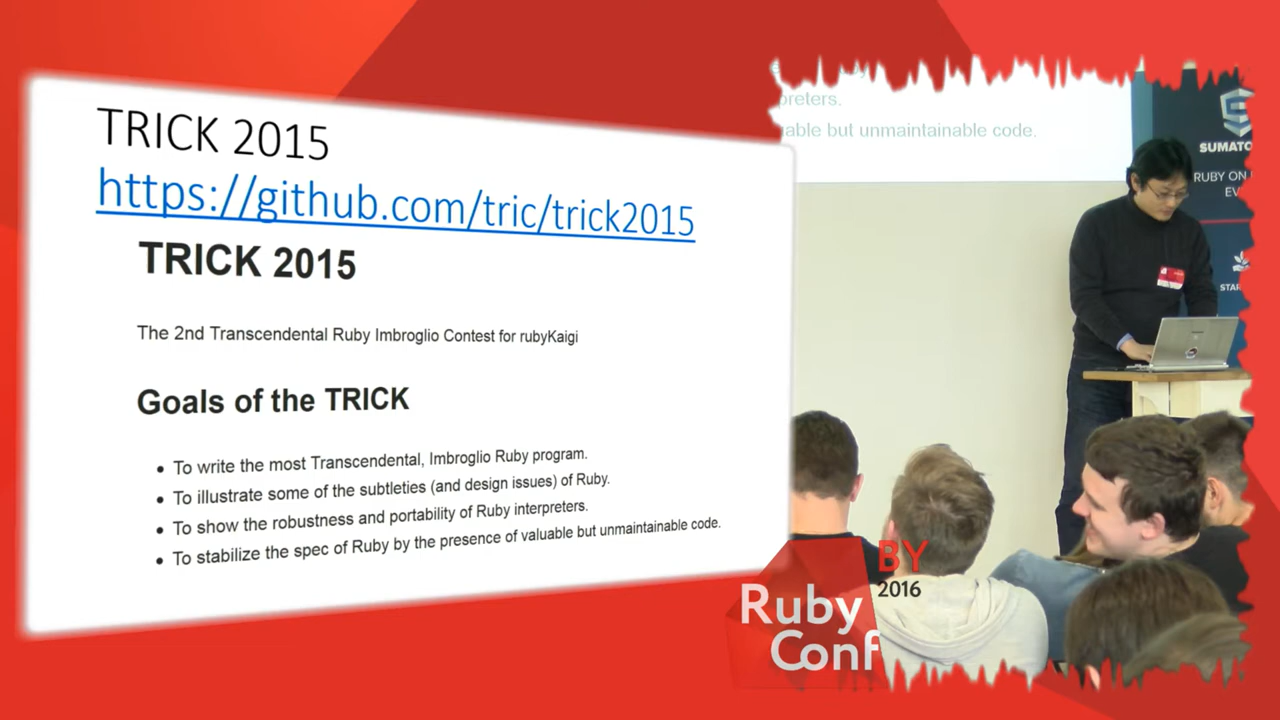 TRICK 2015
https://github.com/tric/trick2015
TRICK 2015
The 2nd Transcendental Ruby Imbroglio Contest for rubyKaigi
Goals of the TRICK
• To write the most Transcendental, Imbroglio Ruby program.
• To illustrate some of the subtleties (and design issues) of Ruby.
• To show the robustness and portability of Ruby interpreters.
• To stabilize the spec of Ruby by the presence of valuable but unmaintainable code.
preters.
able but unmaintainable code.
SUMATO
RUBY ON
EV
STAR
BY
2016
Ruby
Conf